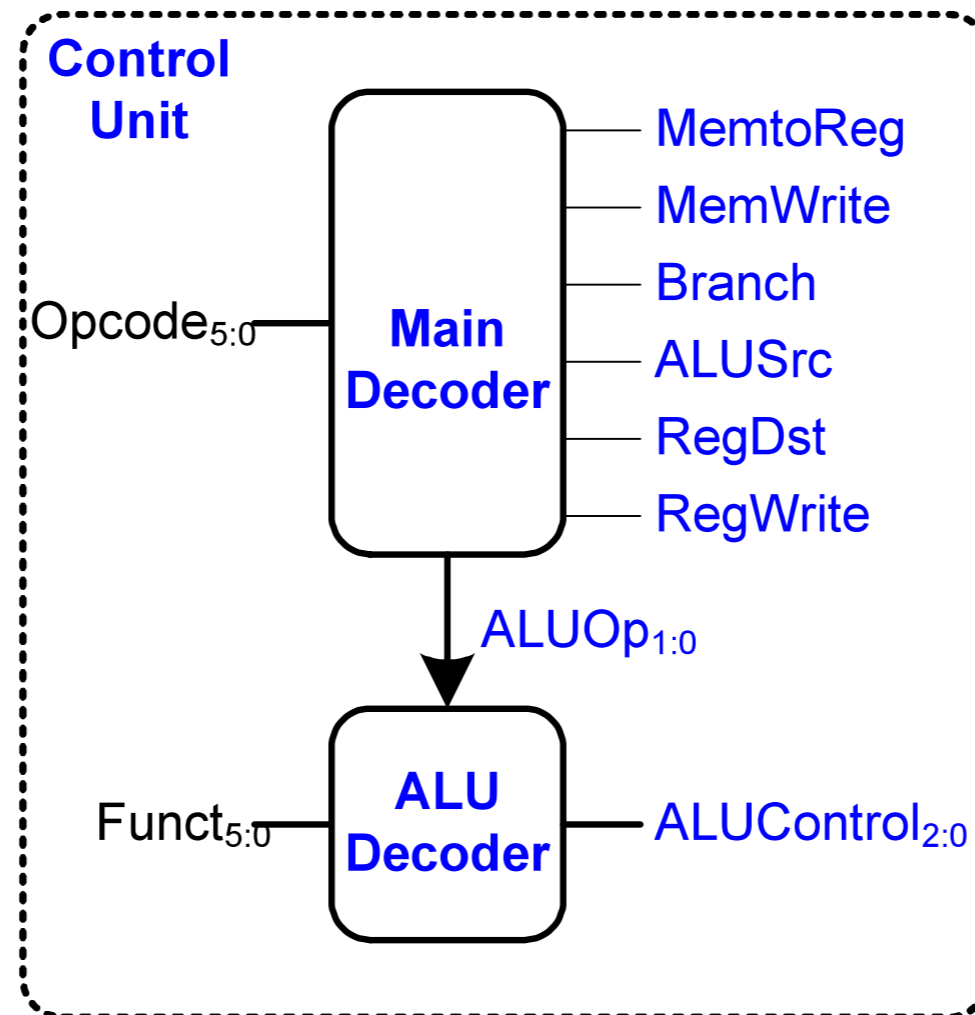 Control
Unit
MemtoReg
MemWrite
Branch
Opcode5:0
Main
Decoder
ALUSrc
RegDst
RegWrite
ALUOp1:0
ALU
Decoder
Funct5:0
ALUControl2:0